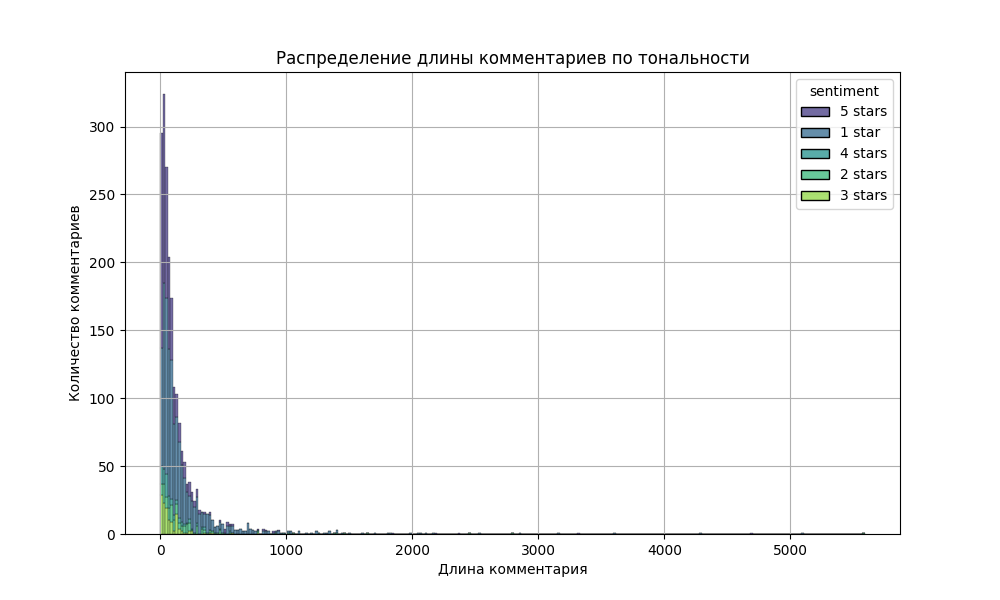 Распределение длины комментариев по тональности
sentiment
5 stars
1 star
4 stars
2 stars
3 stars
Количество комментариев
300
250
200
150
100
50
0
0 1000 2000 3000 4000 5000
Длина комментария